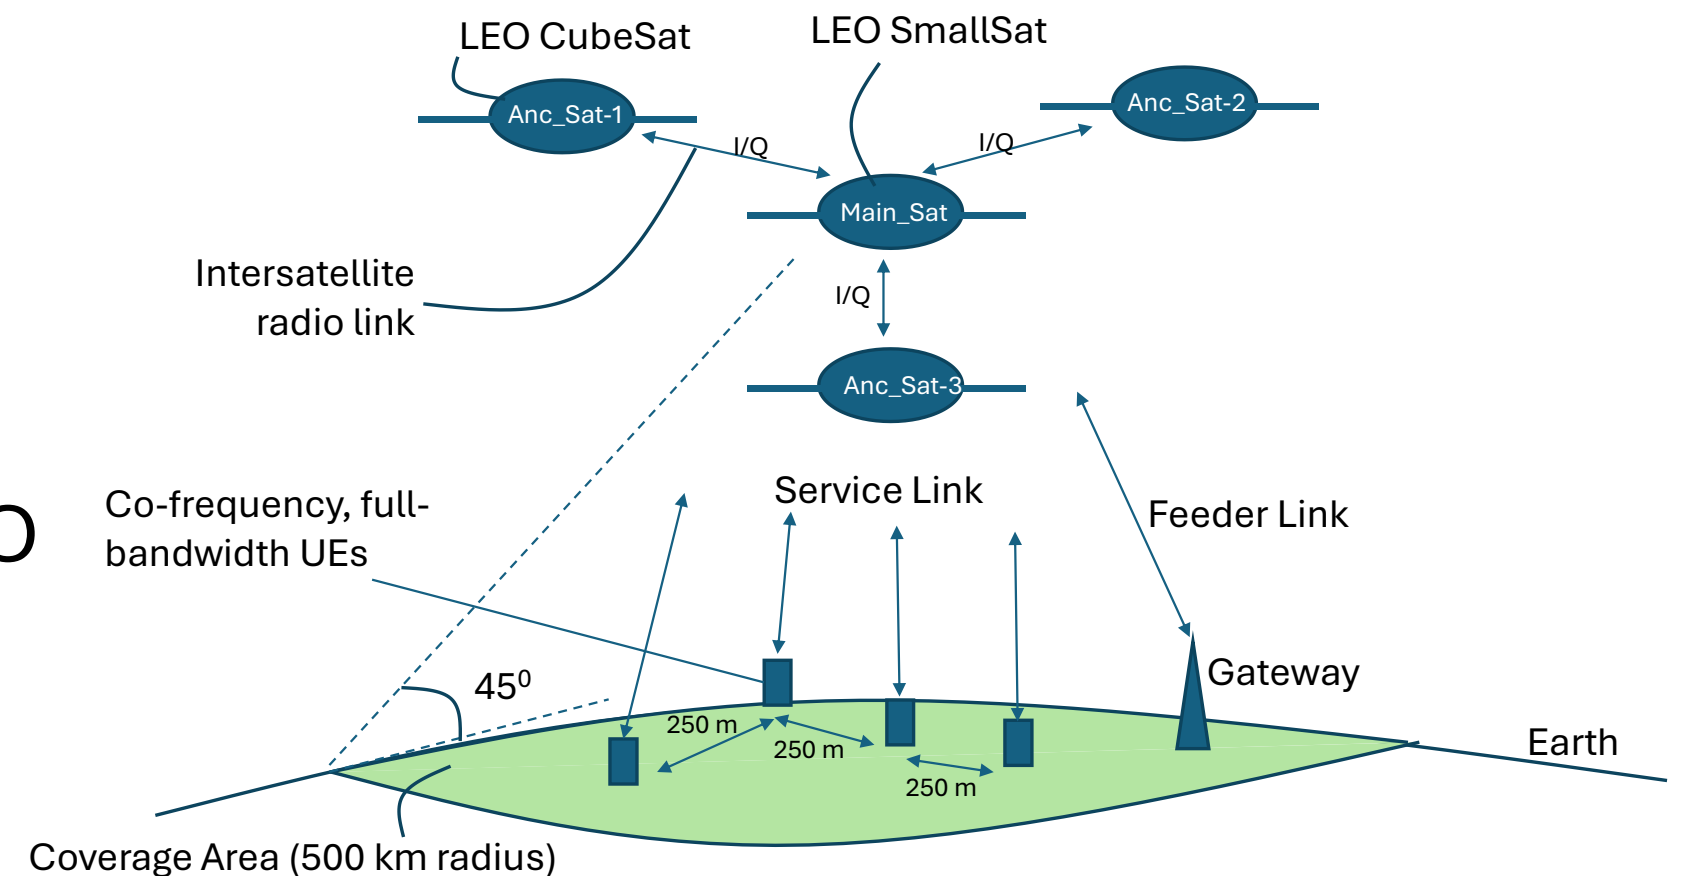 LEO CubeSat
LEO SmallSat
Anc_Sat-1
Anc_Sat-2
I/Q
I/Q
Main_Sat
Intersatellite
radio link
I/Q
Anc_Sat-3
Service Link
Co-frequency, full-
bandwidth UEs
Feeder Link
45⁰
Gateway
250 m
250 m
250 m
Earth
Coverage Area (500 km radius)